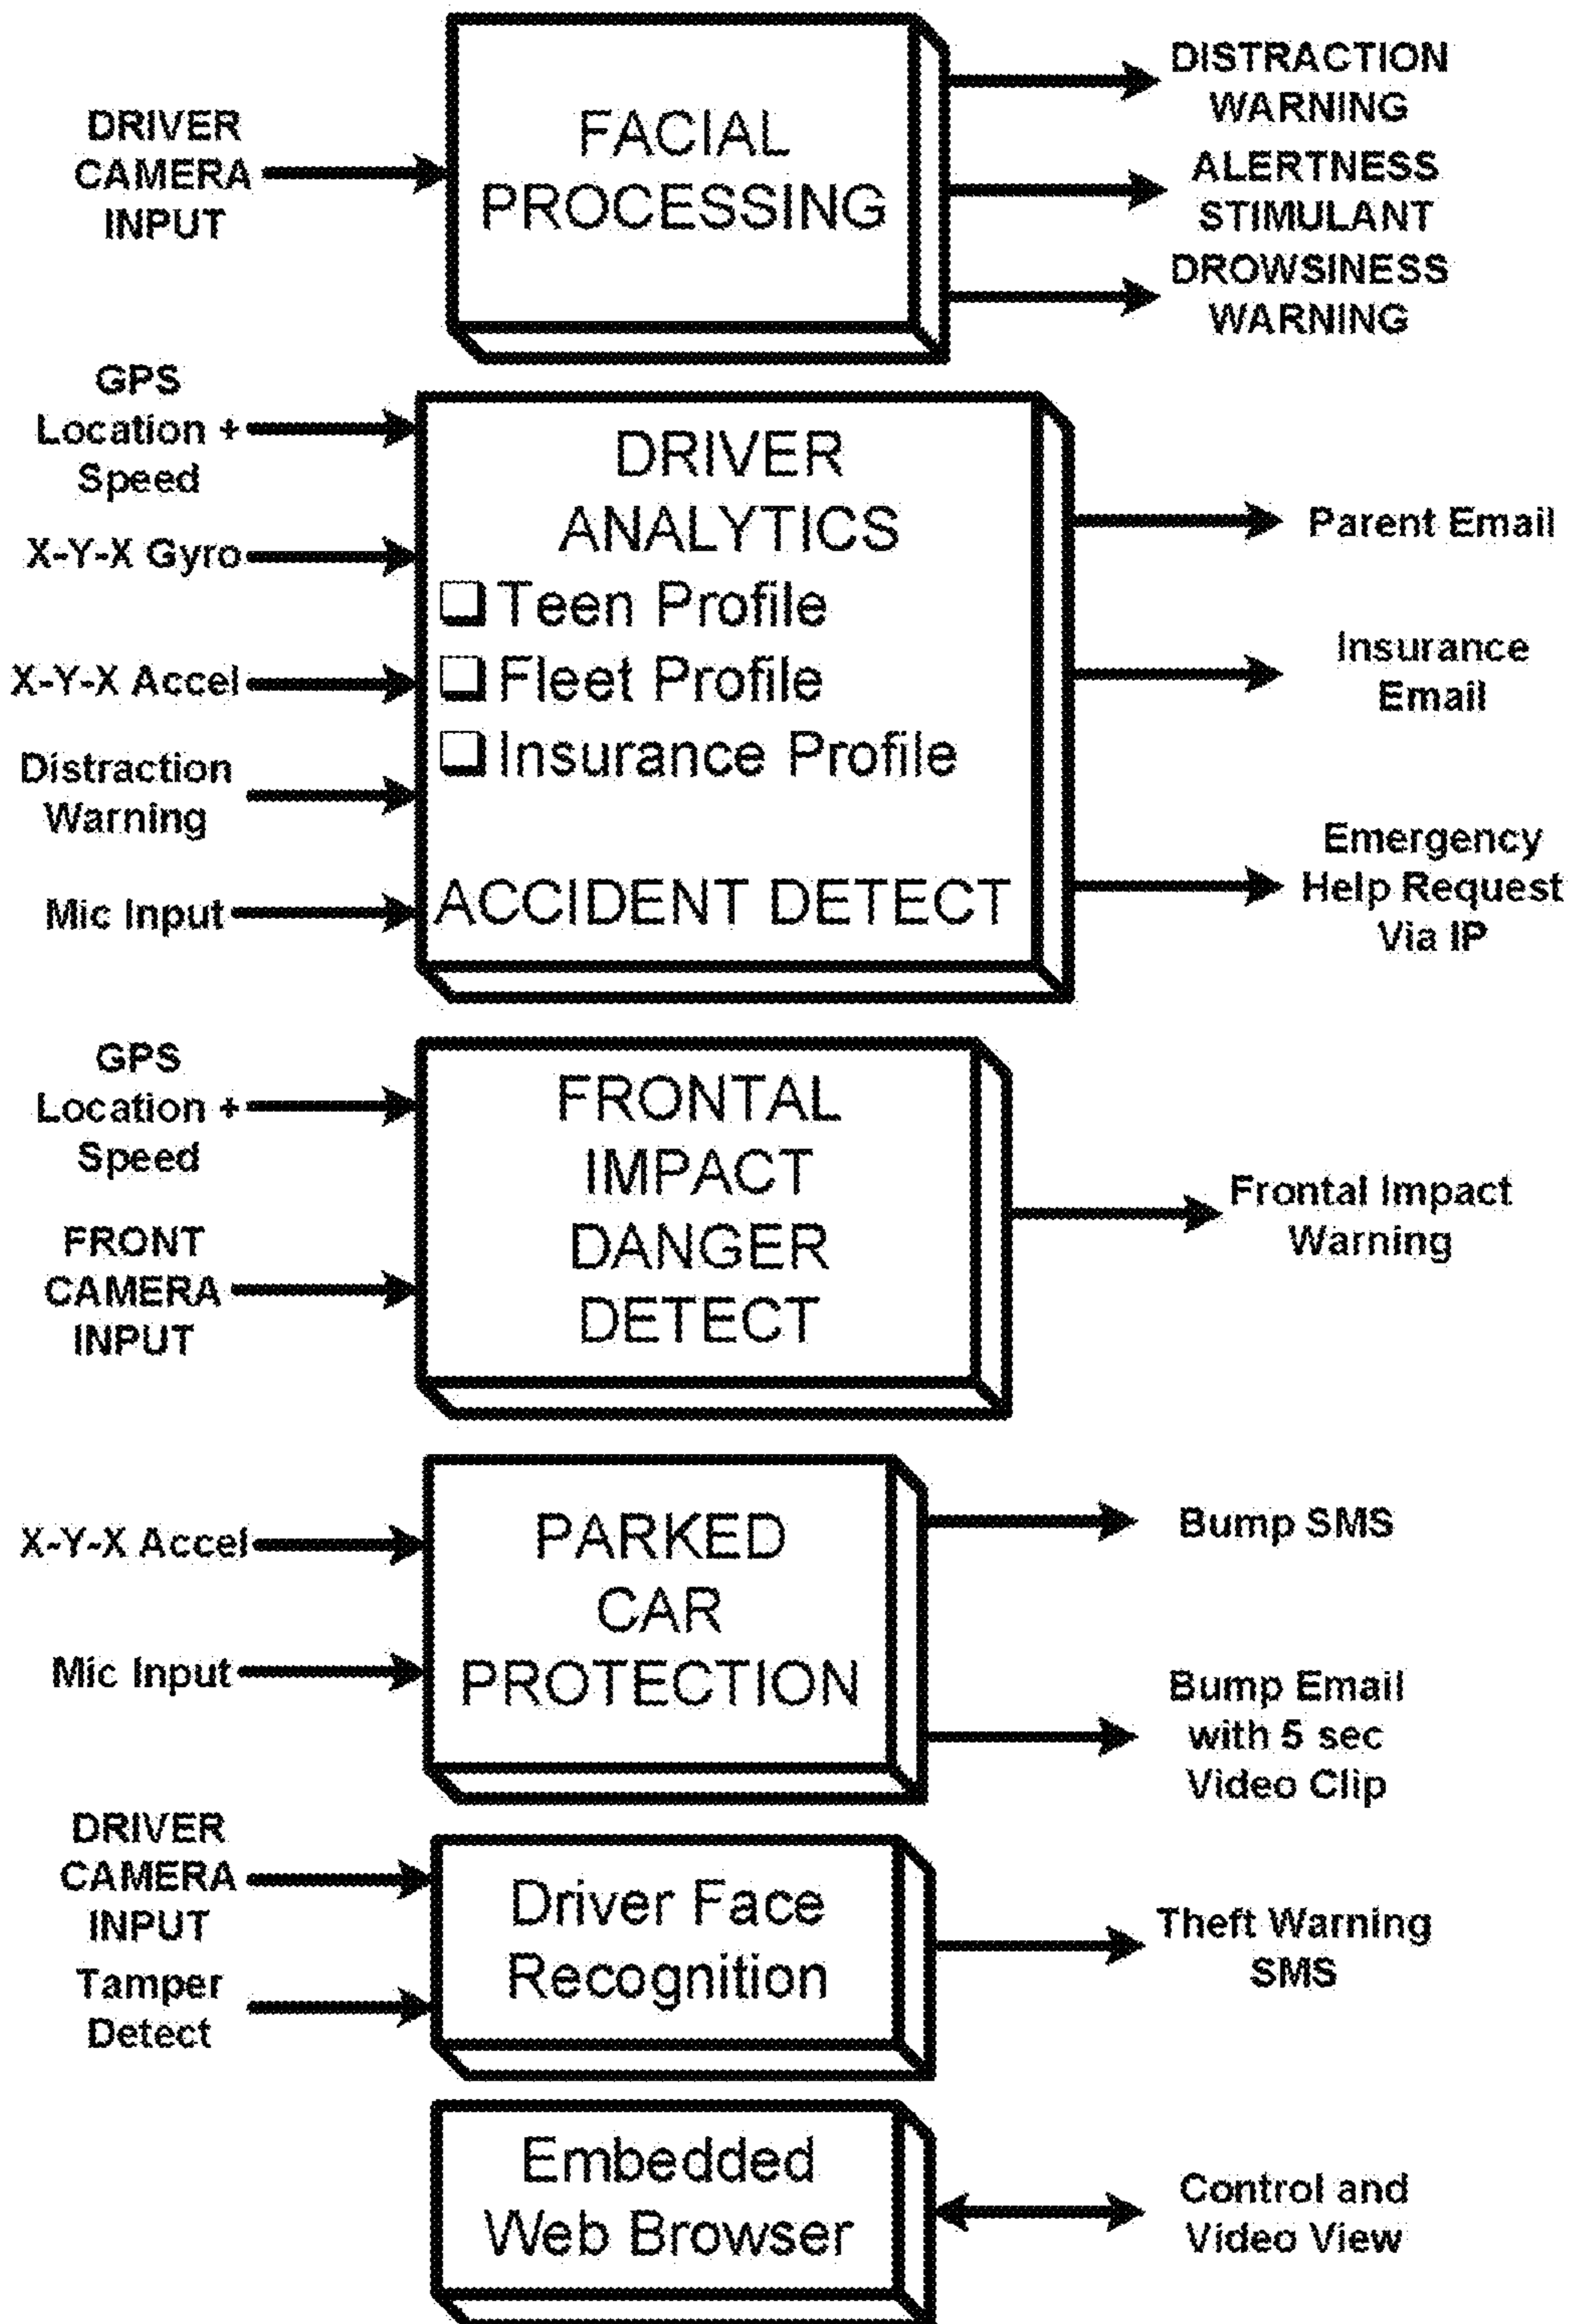 DRIVER
CAMERA
INPUT
FACIAL
PROCESSING
DISTRACTION
WARNING
ALERTNESS
STIMULANT
DROWSINESS
WARNING
GPS
Location +
Speed
X-Y-X Gyro
X-Y-X Accel
Distraction
Warning
Mic Input
DRIVER
ANALYTICS
Teen Profile
Fleet Profile
Insurance Profile
ACCIDENT DETECT
Parent Email
Insurance
Email
Emergency
Help Request
Via IP
GPS
Location +
Speed
FRONT
CAMERA
INPUT
FRONTAL
IMPACT
DANGER
DETECT
Frontal Impact
Warning
X-Y-X Accel
Mic Input
PARKED
CAR
PROTECTION
Bump SMS
Bump Email
with 5 sec
Video Clip
DRIVER
CAMERA
INPUT
Tamper
Detect
Driver Face
Recognition
Theft Warning
SMS
Embedded
Web Browser
Control and
Video View